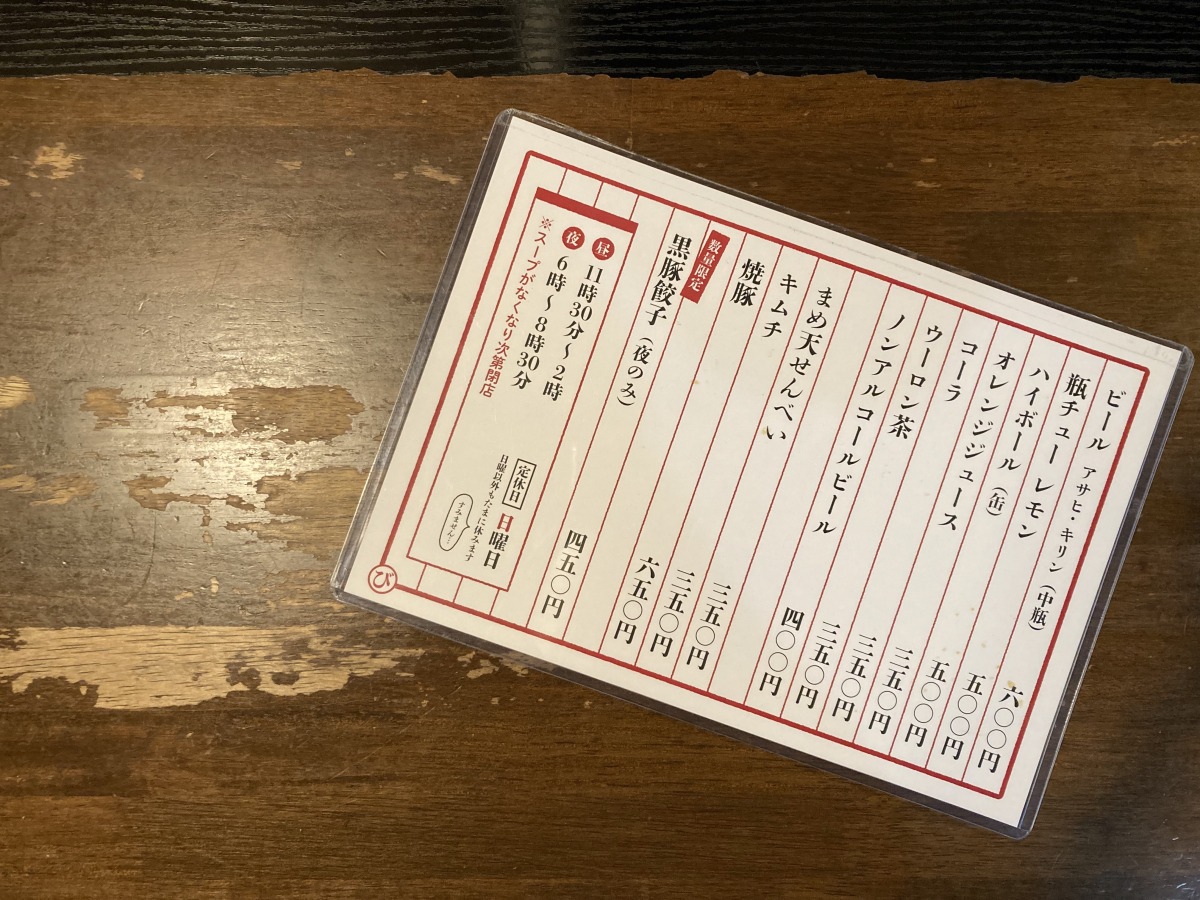 ビール アサヒ・キリン（中瓶） 六〇〇円
瓶チューレモン 五〇〇円
ハイボール（缶） 五〇〇円
オレンジジュース 三五〇円
コーラ 三五〇円
ウーロン茶 三五〇円
ノンアルコールビール 四〇〇円
まめ天せんべい 三五〇円
キムチ 三五〇円
焼豚 六五〇円
数量限定
黒豚餃子（夜のみ） 四五〇円
昼 11時30分〜2時
夜 6時〜8時30分
※スープがなくなり次第閉店
定休日 日曜日
日曜以外もたまに休みます
すみません…
び